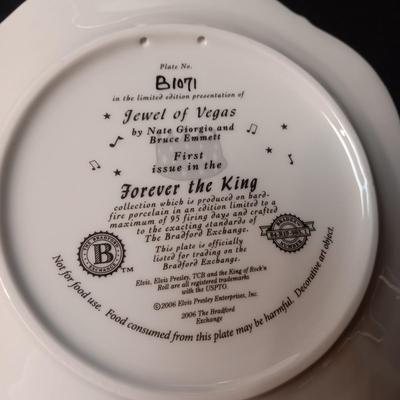 Plate No.
B1071
in the limited edition presentation of
Jewel of Vegas
by Nate Giorgio and
Bruce Emmett
First
issue in the
Forever the King
collection which is produced on hard-
fire porcelain in an edition limited to a
maximum of 95 firing days and crafted
to the exacting standards of
The Bradford Exchange.
This plate is officially
listed for trading on the
Bradford Exchange.
THE BRADFORD
B
EXCHANGE
TM
BRADFORD
Elvis, Elvis Presley, TCB and the King of Rock'n
Roll are all registered trademarks
with the USPTO.
©2006 Elvis Presley Enterprises, Inc.
2006 The Bradford
Exchange
Not for food use. Food consumed from this plate may be harmful. Decorative art object.